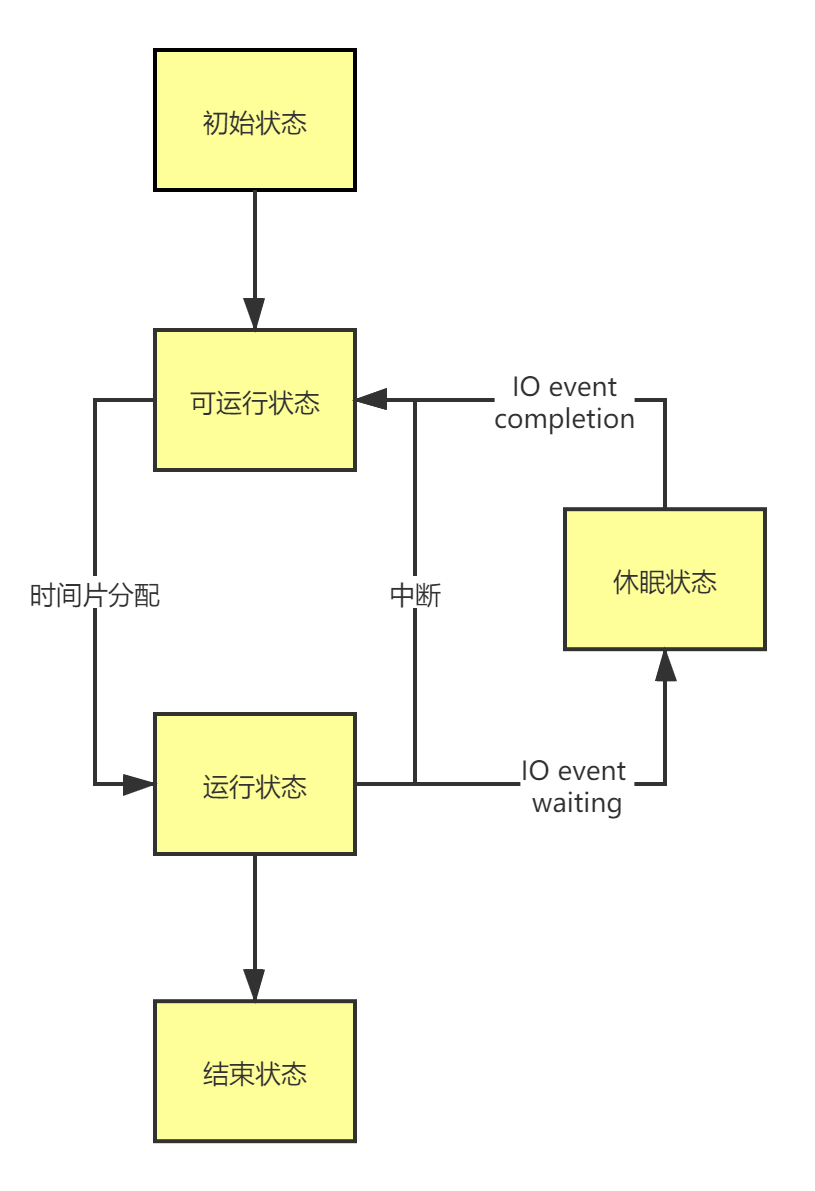 初始状态
可运行状态
IO event
completion
休眠状态
时间片分配
中断
运行状态
IO event
waiting
结束状态